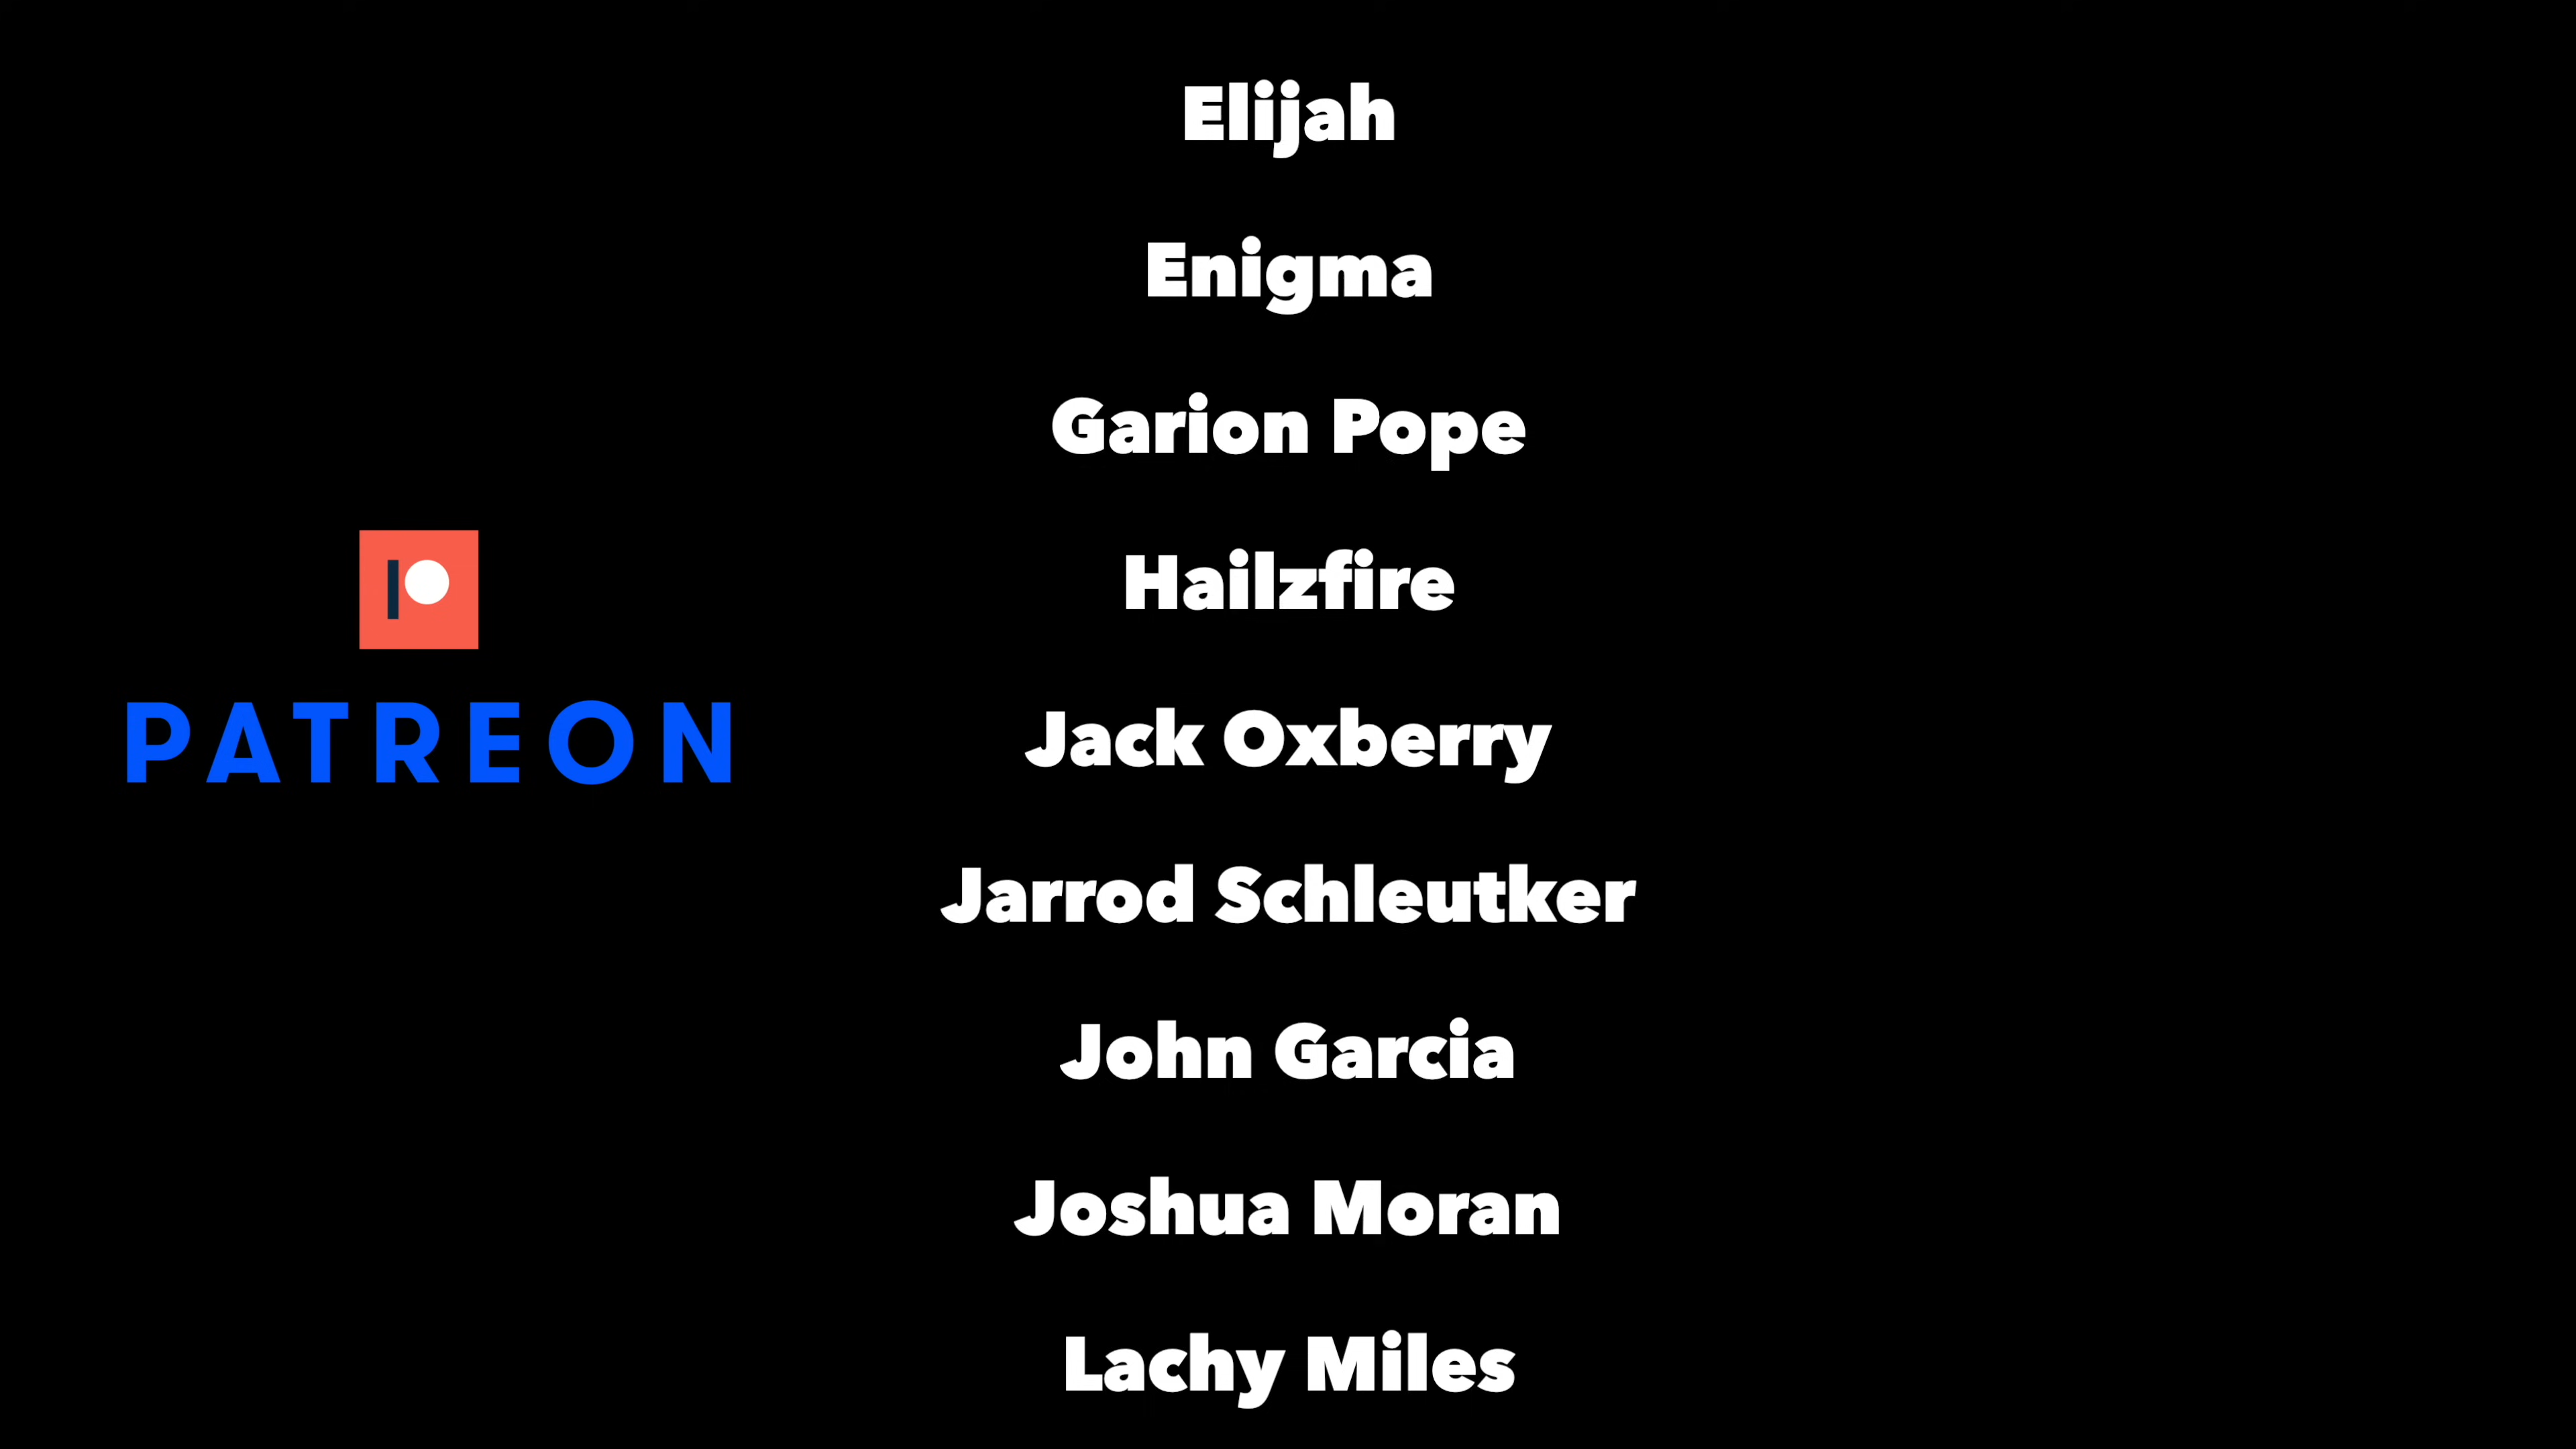 Elijah
Enigma
Garion Pope
Hailzfire
PATREON
Jack Oxberry
Jarrod Schleutker
John Garcia
Joshua Moran
Lachy Miles